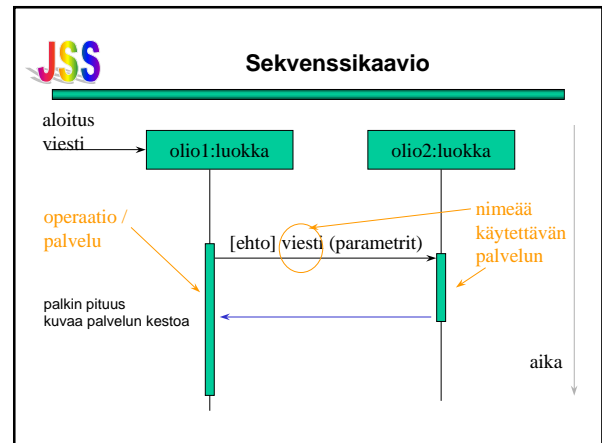 JSS
Sekvenssikaavio
aloitus
viesti
olio1:luokka
olio2:luokka
operaatio /
palvelu
[ehto] viesti (parametrit)
nimeää
käytettävän
palvelun
palkin pituus
kuvaa palvelun kestoa
aika